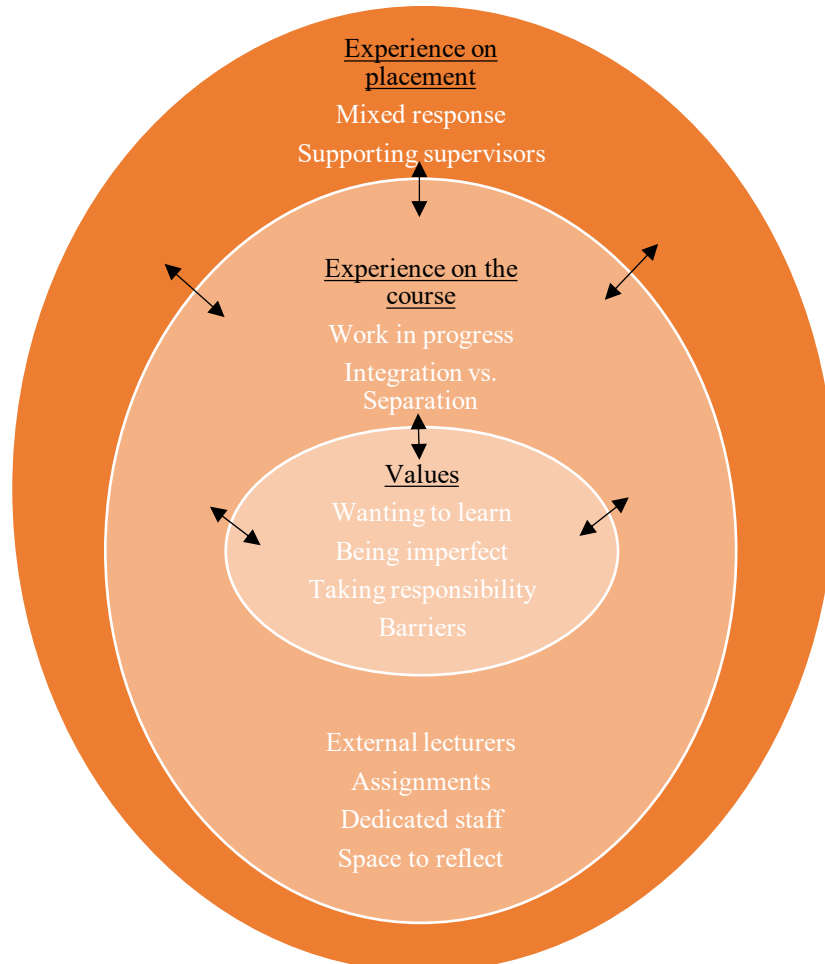 Experience on
placement
Mixed response
Supporting supervisors
Experience on the
course
Work in progress
Integration vs.
Separation
Values
Wanting to learn
Being imperfect
Taking responsibility
Barriers
External lecturers
Assignments
Dedicated staff
Space to reflect